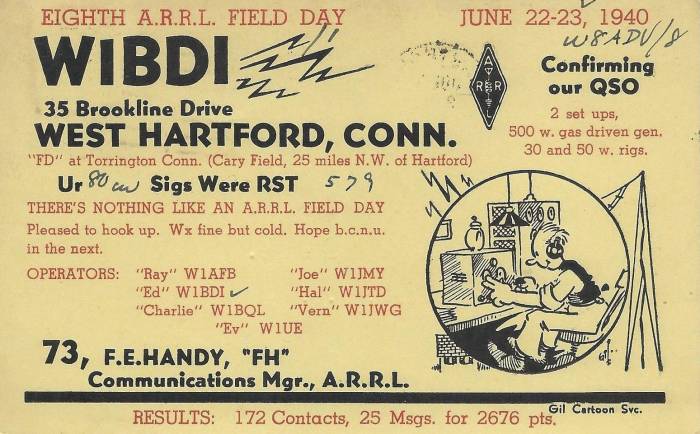 EIGHTH A.R.R.L. FIELD DAY JUNE 22-23, 1940
W1BDI /1 W8ADV/8
ARRL
Confirming
our QSO
35 Brookline Drive
WEST HARTFORD, CONN.
2 set ups,
500 w. gas driven gen.
30 and 50 w. rigs.
"FD" at Torrington Conn. (Cary Field, 25 miles N.W. of Hartford)
Ur 80 cw Sigs Were RST 579
THERE'S NOTHING LIKE AN A.R.R.L. FIELD DAY
Pleased to hook up. Wx fine but cold. Hope b.c.n.u.
in the next.
OPERATORS: "Ray" W1AFB "Joe" W1JMY
"Ed" W1BDI ✓ "Hal" W1JTD
"Charlie" W1BQL "Vern" W1JWG
"Ev" W1UE
73, F.E.HANDY, "FH"
Communications Mgr., A.R.R.L.
Gil Cartoon Svc.
RESULTS: 172 Contacts, 25 Msgs. for 2676 pts.